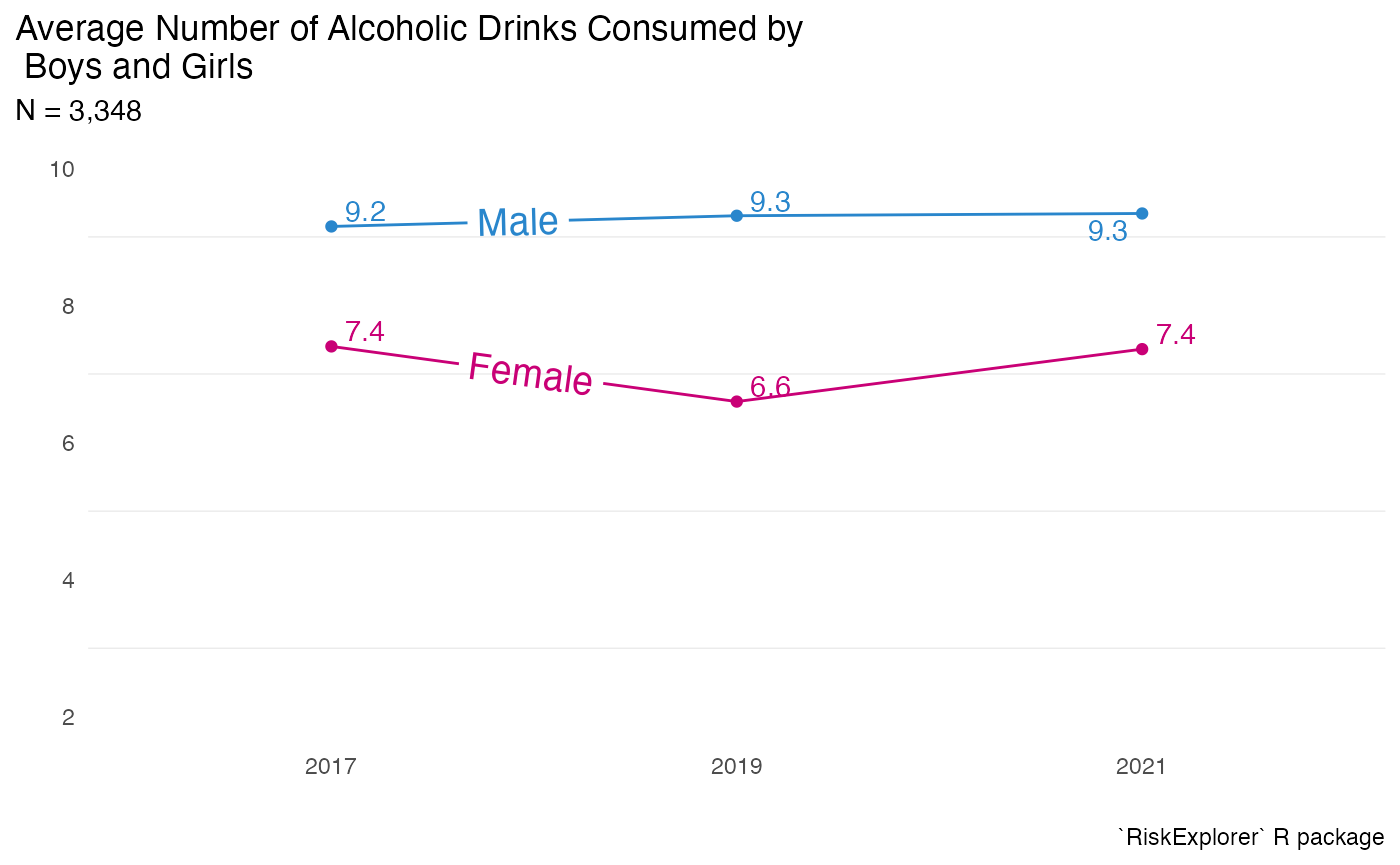 Average Number of Alcoholic Drinks Consumed by
Boys and Girls
N = 3,348
10
8
6
4
2
9.2
Male
9.3
9.3
7.4
Female
6.6
7.4
2017
2019
2021
`RiskExplorer` R package